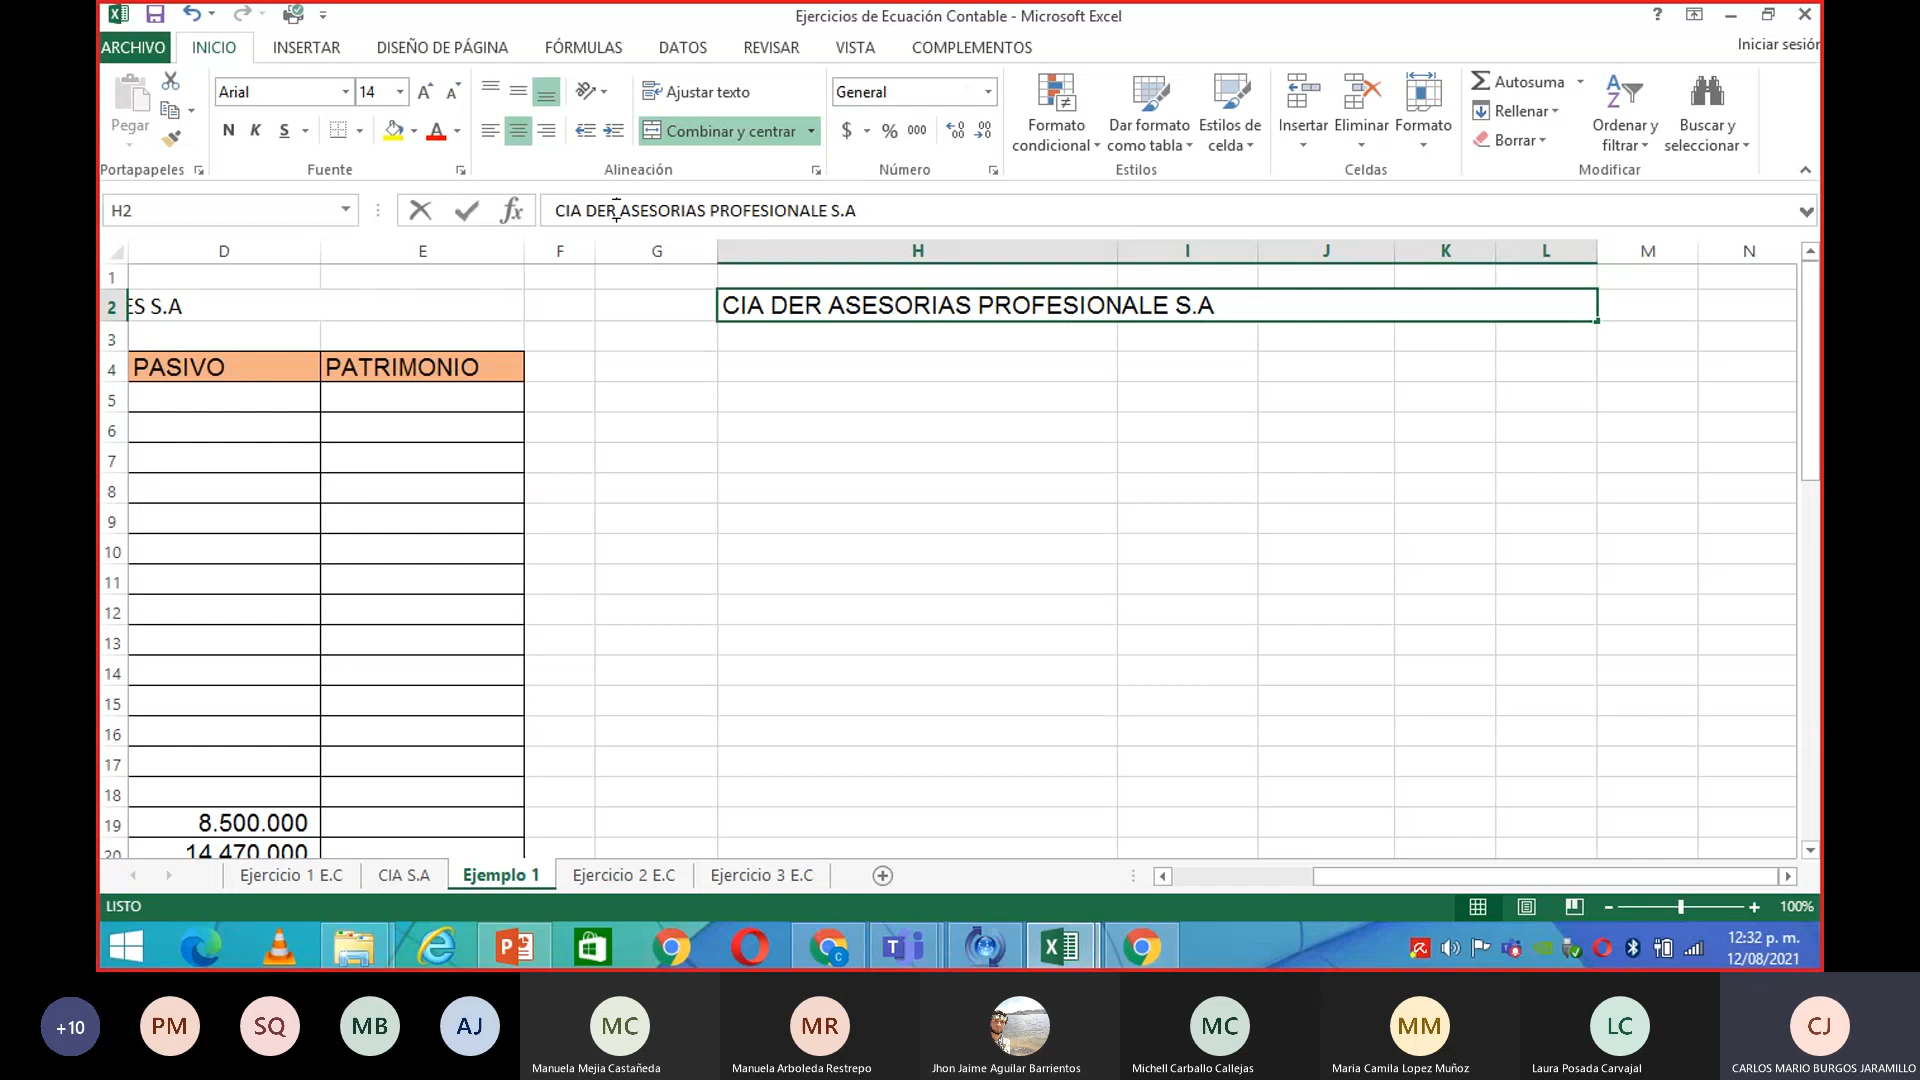 Ejercicios de Ecuación Contable - Microsoft Excel
?
ARCHIVO INICIO INSERTAR DISEÑO DE PÁGINA FÓRMULAS DATOS REVISAR VISTA COMPLEMENTOS
Iniciar sesión
Pegar
Portapapeles
Arial 14
N K S
Fuente
Ajustar texto
Combinar y centrar
Alineación
General
$ % 000
Número
Formato condicional
Dar formato como tabla
Estilos de celda
Estilos
Insertar Eliminar Formato
Celdas
Autosuma
Rellenar
Borrar
Ordenar y filtrar
Buscar y seleccionar
Modificar
H2
fx
CIA DER ASESORIAS PROFESIONALE S.A
D E F G H I J K L M N
1
2 ES S.A CIA DER ASESORIAS PROFESIONALE S.A
3
4 PASIVO PATRIMONIO
5
6
7
8
9
10
11
12
13
14
15
16
17
18
19 8.500.000
20 14.470.000
Ejercicio 1 E.C CIA S.A Ejemplo 1 Ejercicio 2 E.C Ejercicio 3 E.C
LISTO
100%
12:32 p. m.
12/08/2021
+10 PM SQ MB AJ MC MR MC MM LC CJ
Manuela Mejia Castañeda Manuela Arboleda Restrepo Jhon Jaime Aguilar Barrientos Michell Carballo Callejas Maria Camila Lopez Muñoz Laura Posada Carvajal CARLOS MARIO BURGOS JARAMILLO